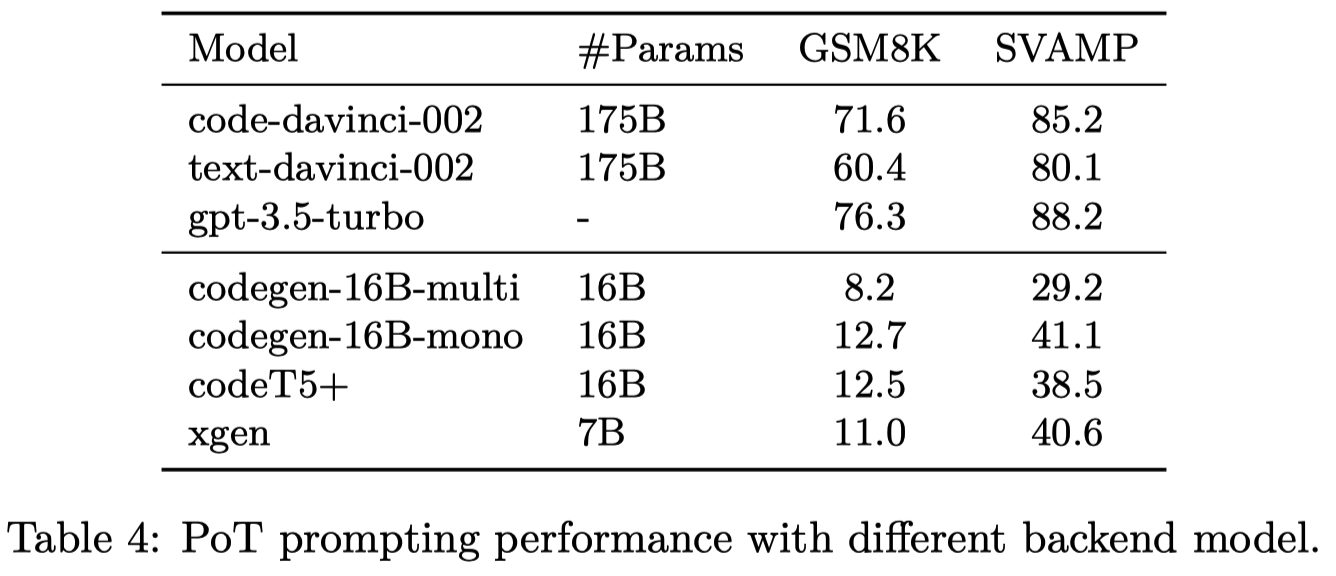 Model #Params GSM8K SVAMP
code-davinci-002 175B 71.6 85.2
text-davinci-002 175B 60.4 80.1
gpt-3.5-turbo - 76.3 88.2
codegen-16B-multi 16B 8.2 29.2
codegen-16B-mono 16B 12.7 41.1
codeT5+ 16B 12.5 38.5
xgen 7B 11.0 40.6
Table 4: PoT prompting performance with different backend model.